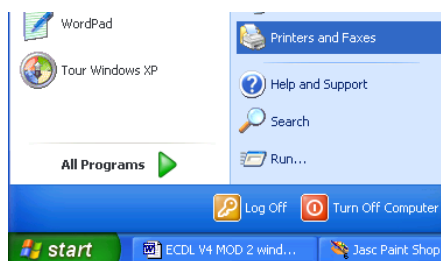 WordPad
Printers and Faxes
Tour Windows XP
Help and Support
Search
All Programs
Run...
Log Off
Turn Off Computer
start
ECDL V4 MOD 2 wind...
Jasc Paint Shop